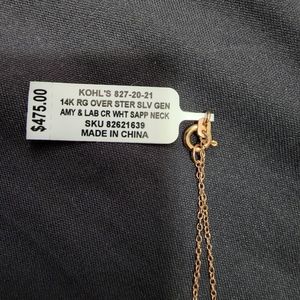 $475.00
KOHL'S 827-20-21
14K RG OVER STER SLV GEN
AMY & LAB CR WHT SAPP NECK
SKU 82621639
MADE IN CHINA